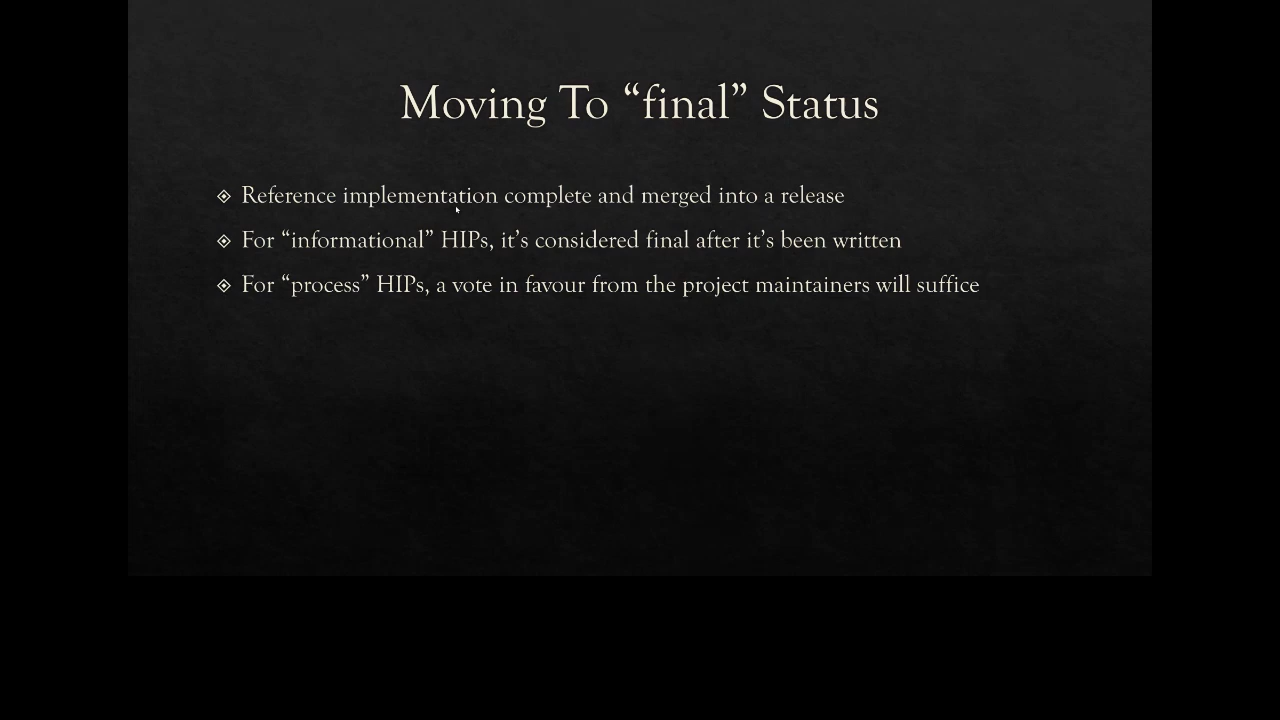 Moving To “final” Status
Reference implementation complete and merged into a release
For “informational” HIPs, it’s considered final after it’s been written
For “process” HIPs, a vote in favour from the project maintainers will suffice